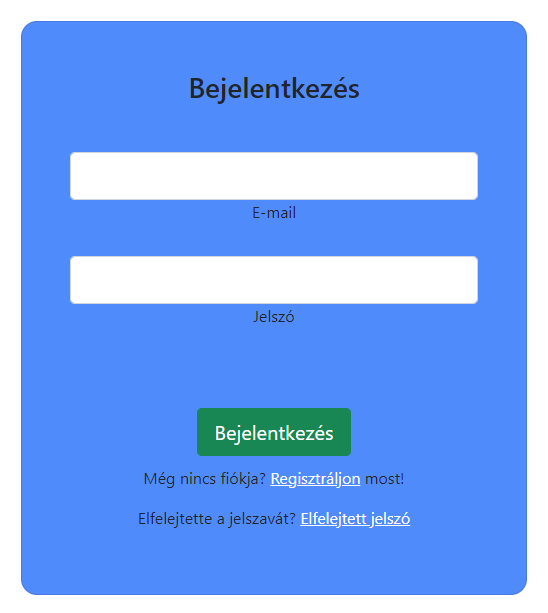 Bejelentkezés
E-mail
Jelszó
Bejelentkezés
Még nincs fiókja? Regisztráljon most!
Elfelejtette a jelszavát? Elfelejtett jelszó